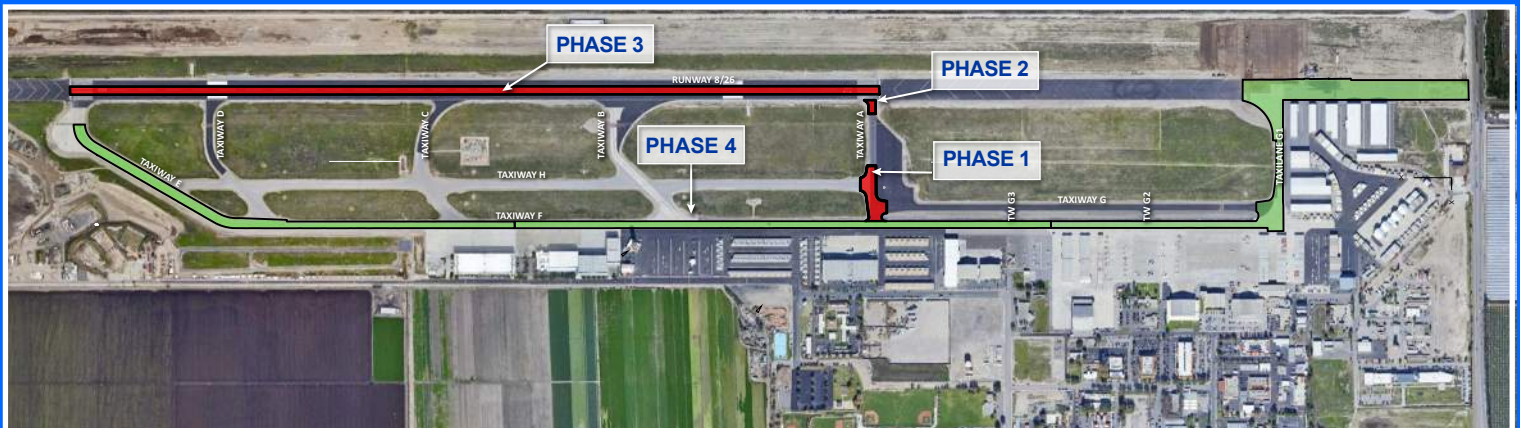 PHASE 3
PHASE 2
RUNWAY 8/26
TAXIWAY D
TAXIWAY C
TAXIWAY B
TAXIWAY A
PHASE 4
PHASE 1
TAXILANE G1
TAXIWAY E
TAXIWAY H
TW G3
TAXIWAY G
TW G2
TAXIWAY F